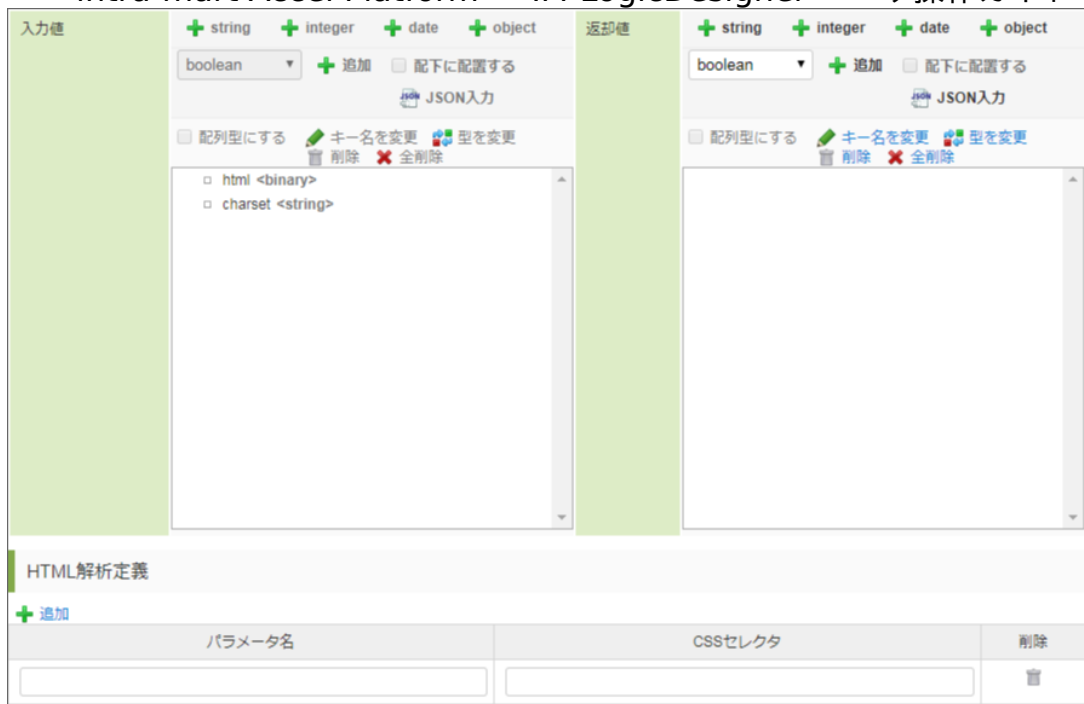 intra-mart Accel Platform
IM-LogicDesigner
入力値
string integer date object
boolean 追加 配下に配置する
JSON入力
配列型にする キー名を変更 型を変更
削除 全削除
html <binary>
charset <string>
返却値
string integer date object
boolean 追加 配下に配置する
JSON入力
配列型にする キー名を変更 型を変更
削除 全削除
HTML解析定義
追加
パラメータ名 CSSセレクタ 削除